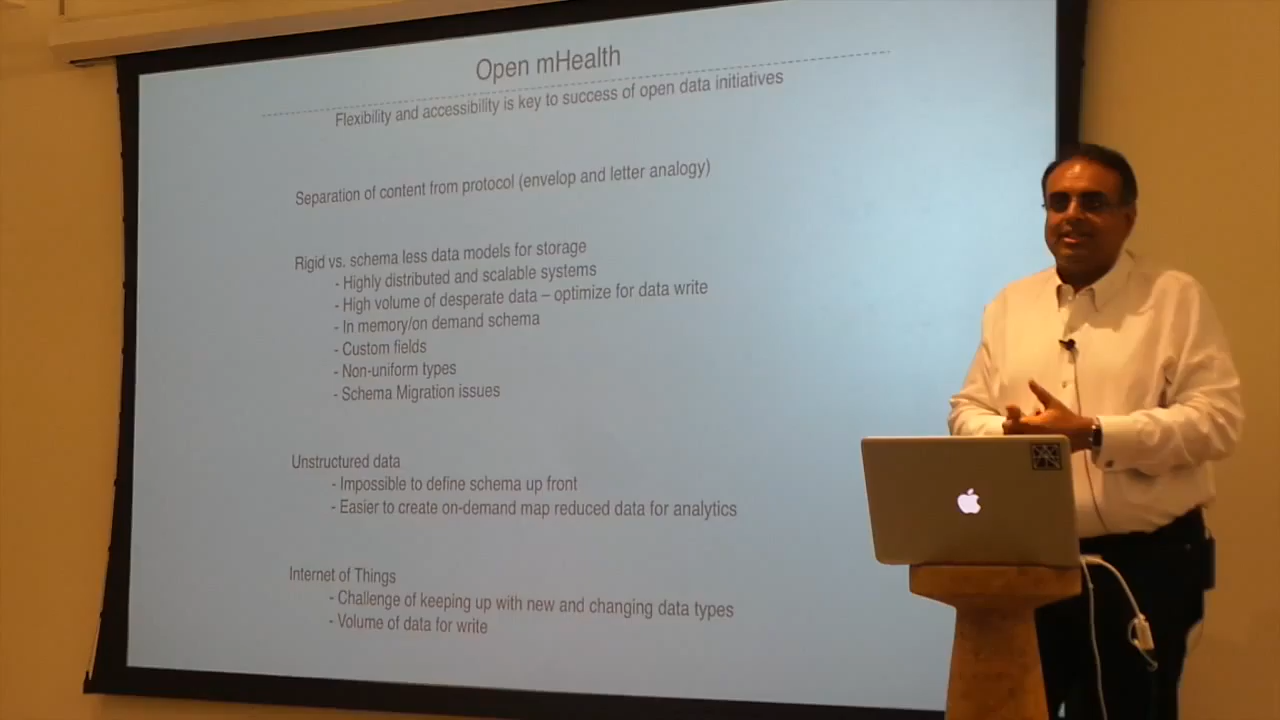 Open mHealth
Flexibility and accessibility is key to success of open data initiatives
Separation of content from protocol (envelop and letter analogy)
Rigid vs. schema less data models for storage
- Highly distributed and scalable systems
- High volume of desperate data – optimize for data write
- In memory/on demand schema
- Custom fields
- Non-uniform types
- Schema Migration issues
Unstructured data
- Impossible to define schema up front
- Easier to create on-demand map reduced data for analytics
Internet of Things
- Challenge of keeping up with new and changing data types
- Volume of data for write